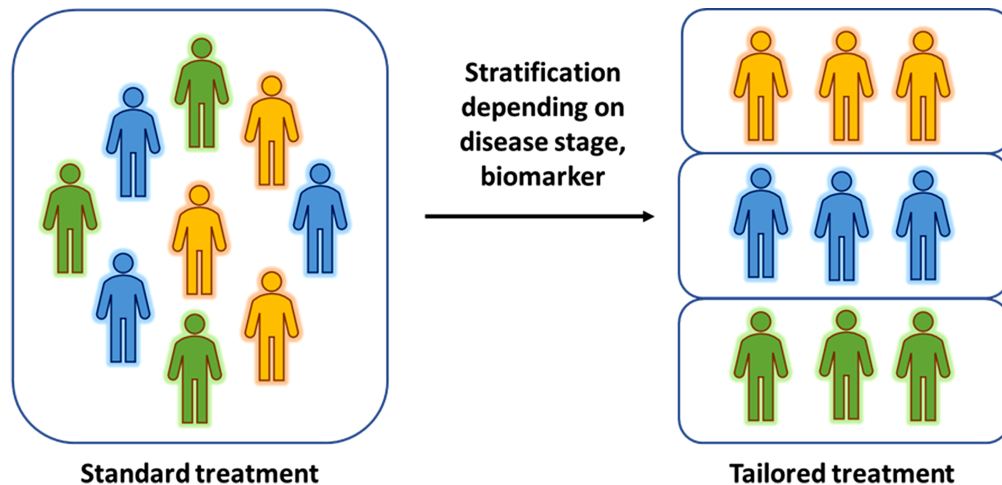 Stratification
depending on
disease stage,
biomarker
Standard treatment
Tailored treatment